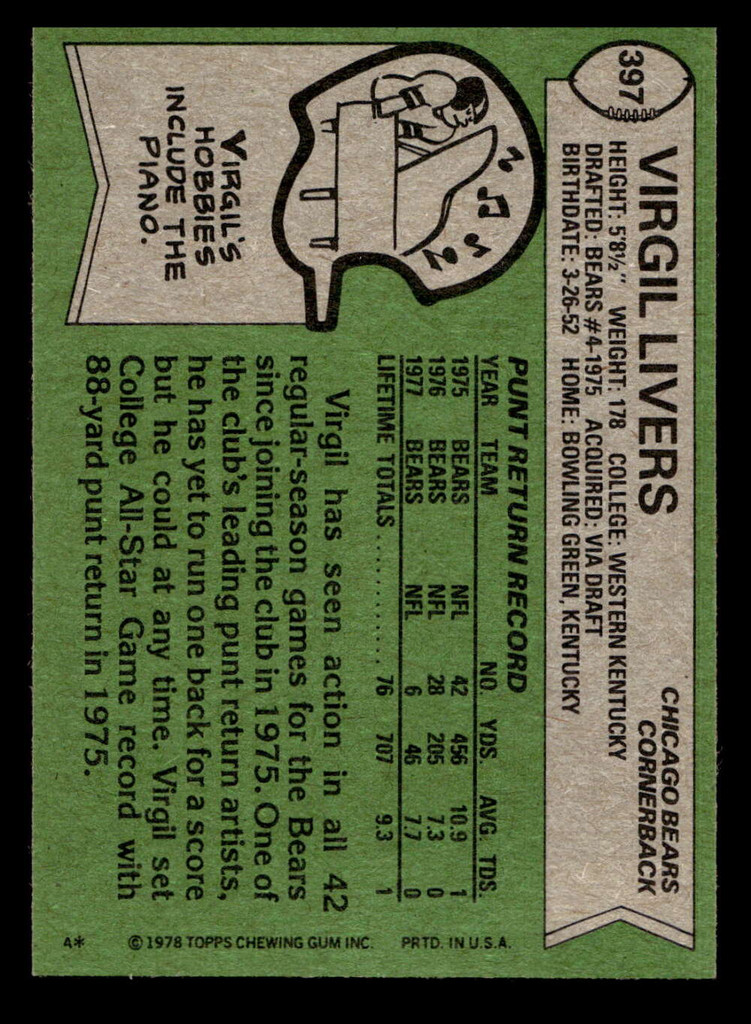 397
VIRGIL LIVERS
CHICAGO BEARS
CORNERBACK
HEIGHT: 5'8½" WEIGHT: 178 COLLEGE: WESTERN KENTUCKY
DRAFTED: BEARS #4-1975 ACQUIRED: VIA DRAFT
BIRTHDATE: 3-26-52 HOME: BOWLING GREEN, KENTUCKY
VIRGIL'S
HOBBIES
INCLUDE THE
PIANO.
PUNT RETURN RECORD
YEAR TEAM NO. YDS. AVG. TDS.
1975 BEARS NFL 42 456 10.9 1
1976 BEARS NFL 28 205 7.3 0
1977 BEARS NFL 6 46 7.7 0
LIFETIME TOTALS ........... 76 707 9.3 1
Virgil has seen action in all 42
regular-season games for the Bears
since joining the club in 1975. One of
the club's leading punt return artists,
he has yet to run one back for a score
but he could at any time. Virgil set
College All-Star Game record with
88-yard punt return in 1975.
A* © 1978 TOPPS CHEWING GUM INC. PRTD. IN U.S.A.